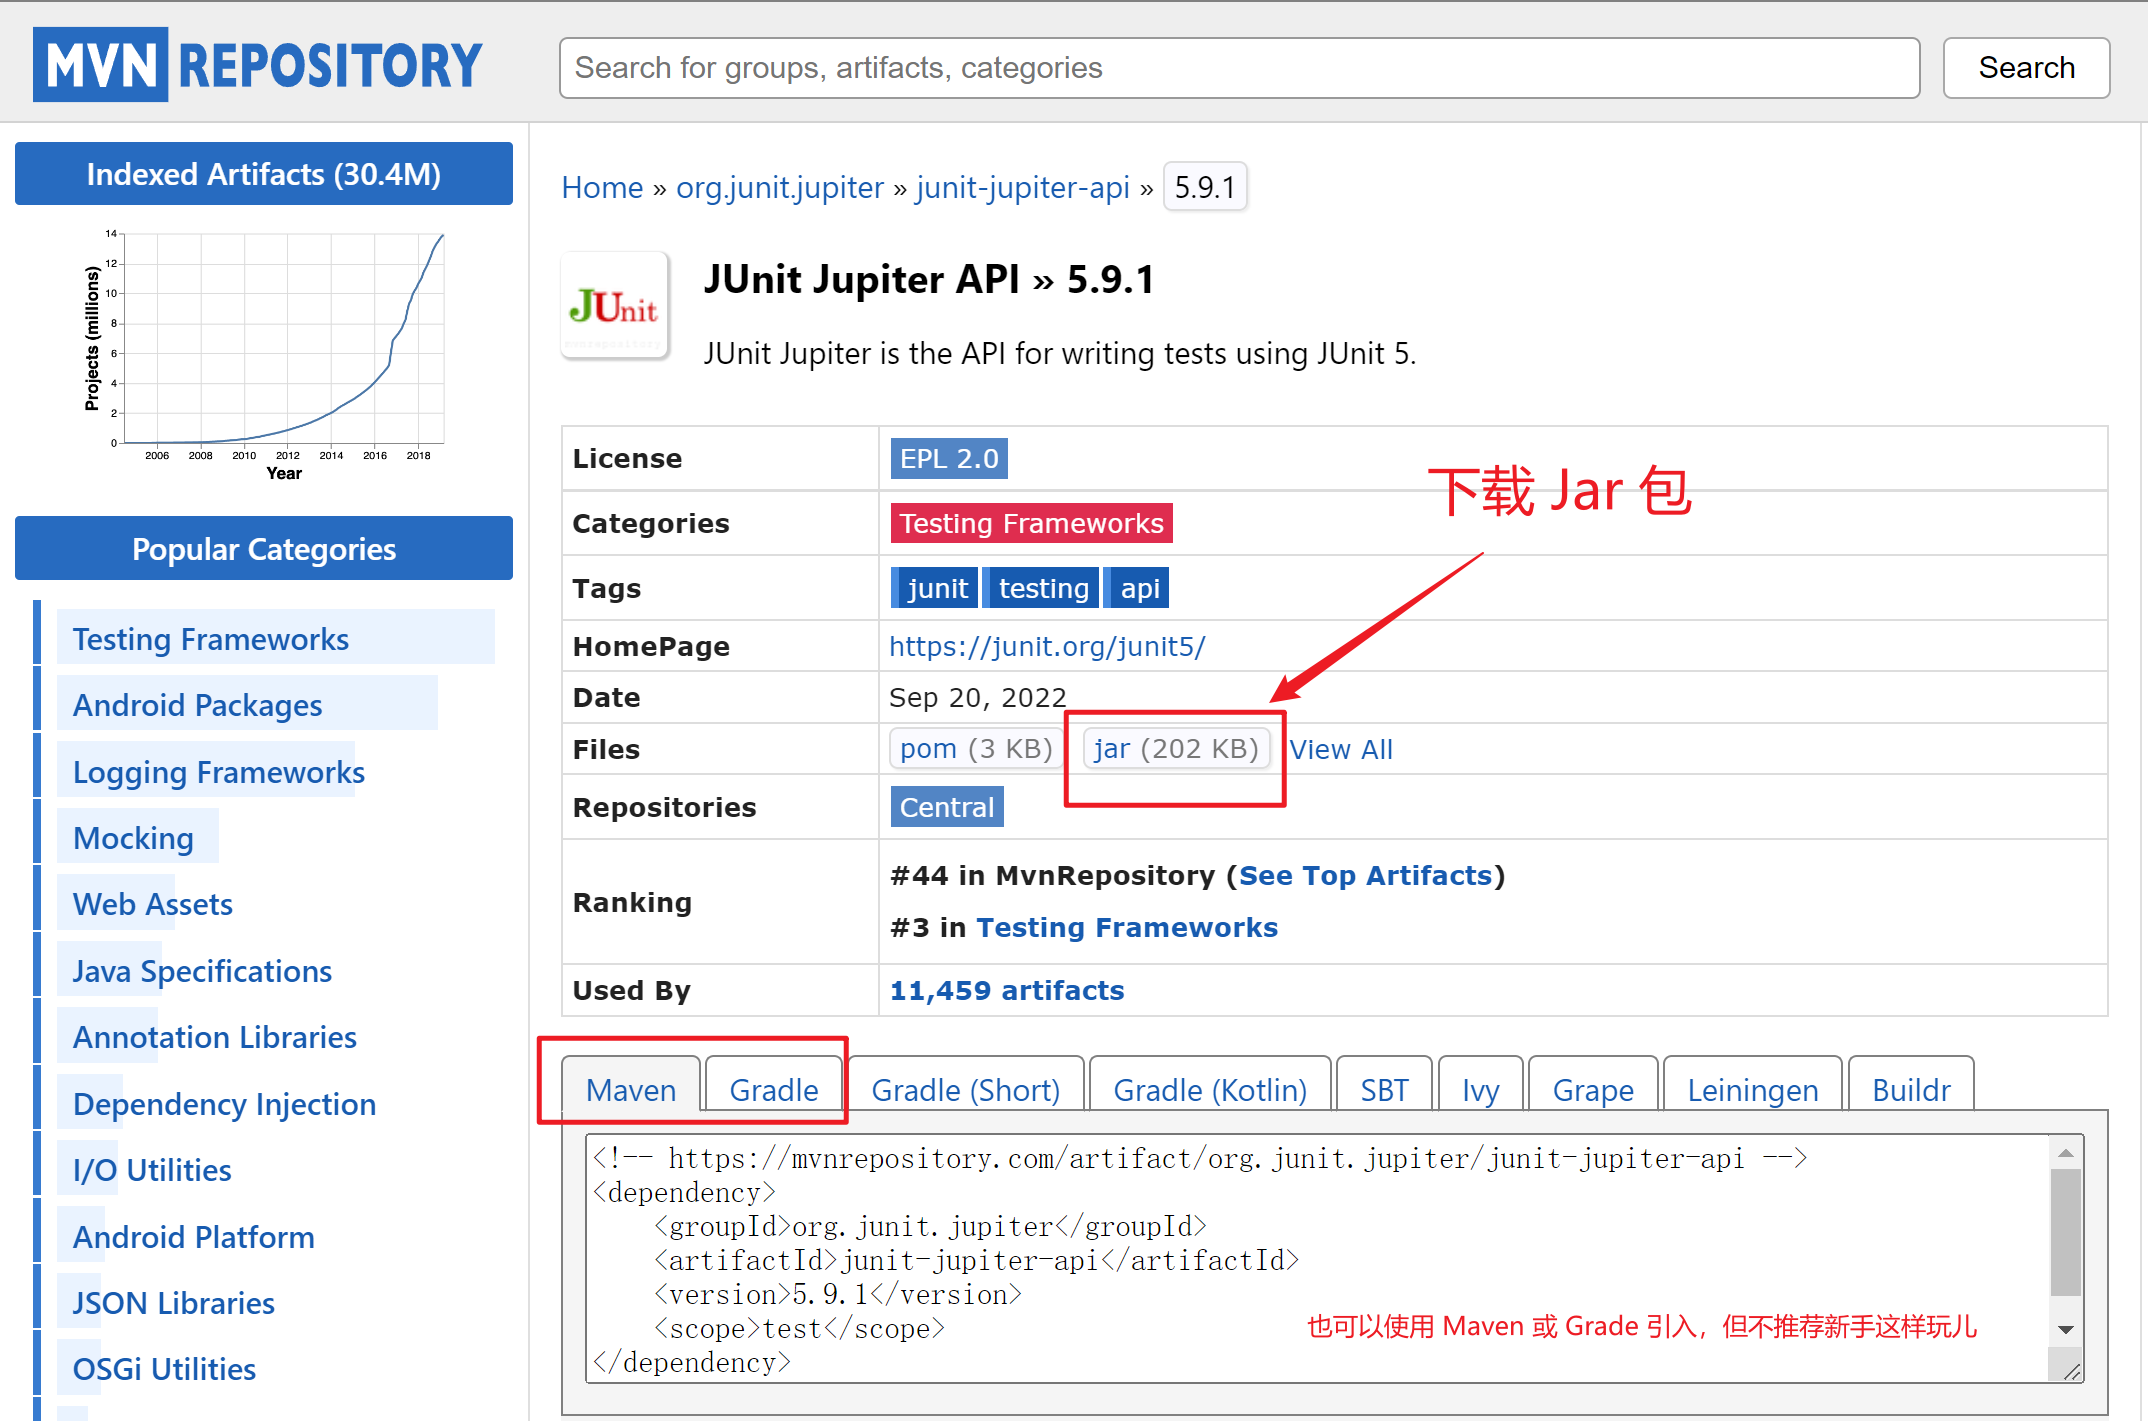 MVN REPOSITORY
Search for groups, artifacts, categories
Search
Indexed Artifacts (30.4M)
14
12
10
8
6
4
2
0
Projects (millions)
2006 2008 2010 2012 2014 2016 2018
Year
Popular Categories
Testing Frameworks
Android Packages
Logging Frameworks
Mocking
Web Assets
Java Specifications
Annotation Libraries
Dependency Injection
I/O Utilities
Android Platform
JSON Libraries
OSGi Utilities
Home » org.junit.jupiter » junit-jupiter-api » 5.9.1
JUnit
mvnrepository
JUnit Jupiter API » 5.9.1
JUnit Jupiter is the API for writing tests using JUnit 5.
License EPL 2.0
下载 Jar 包
Categories Testing Frameworks
Tags junit testing api
HomePage https://junit.org/junit5/
Date Sep 20, 2022
Files pom (3 KB) jar (202 KB) View All
Repositories Central
Ranking #44 in MvnRepository (See Top Artifacts)
#3 in Testing Frameworks
Used By 11,459 artifacts
Maven Gradle Gradle (Short) Gradle (Kotlin) SBT Ivy Grape Leiningen Buildr
<!-- https://mvnrepository.com/artifact/org.junit.jupiter/junit-jupiter-api -->
<dependency>
    <groupId>org.junit.jupiter</groupId>
    <artifactId>junit-jupiter-api</artifactId>
    <version>5.9.1</version>
    <scope>test</scope>
</dependency>
也可以使用 Maven 或 Grade 引入，但不推荐新手这样玩儿